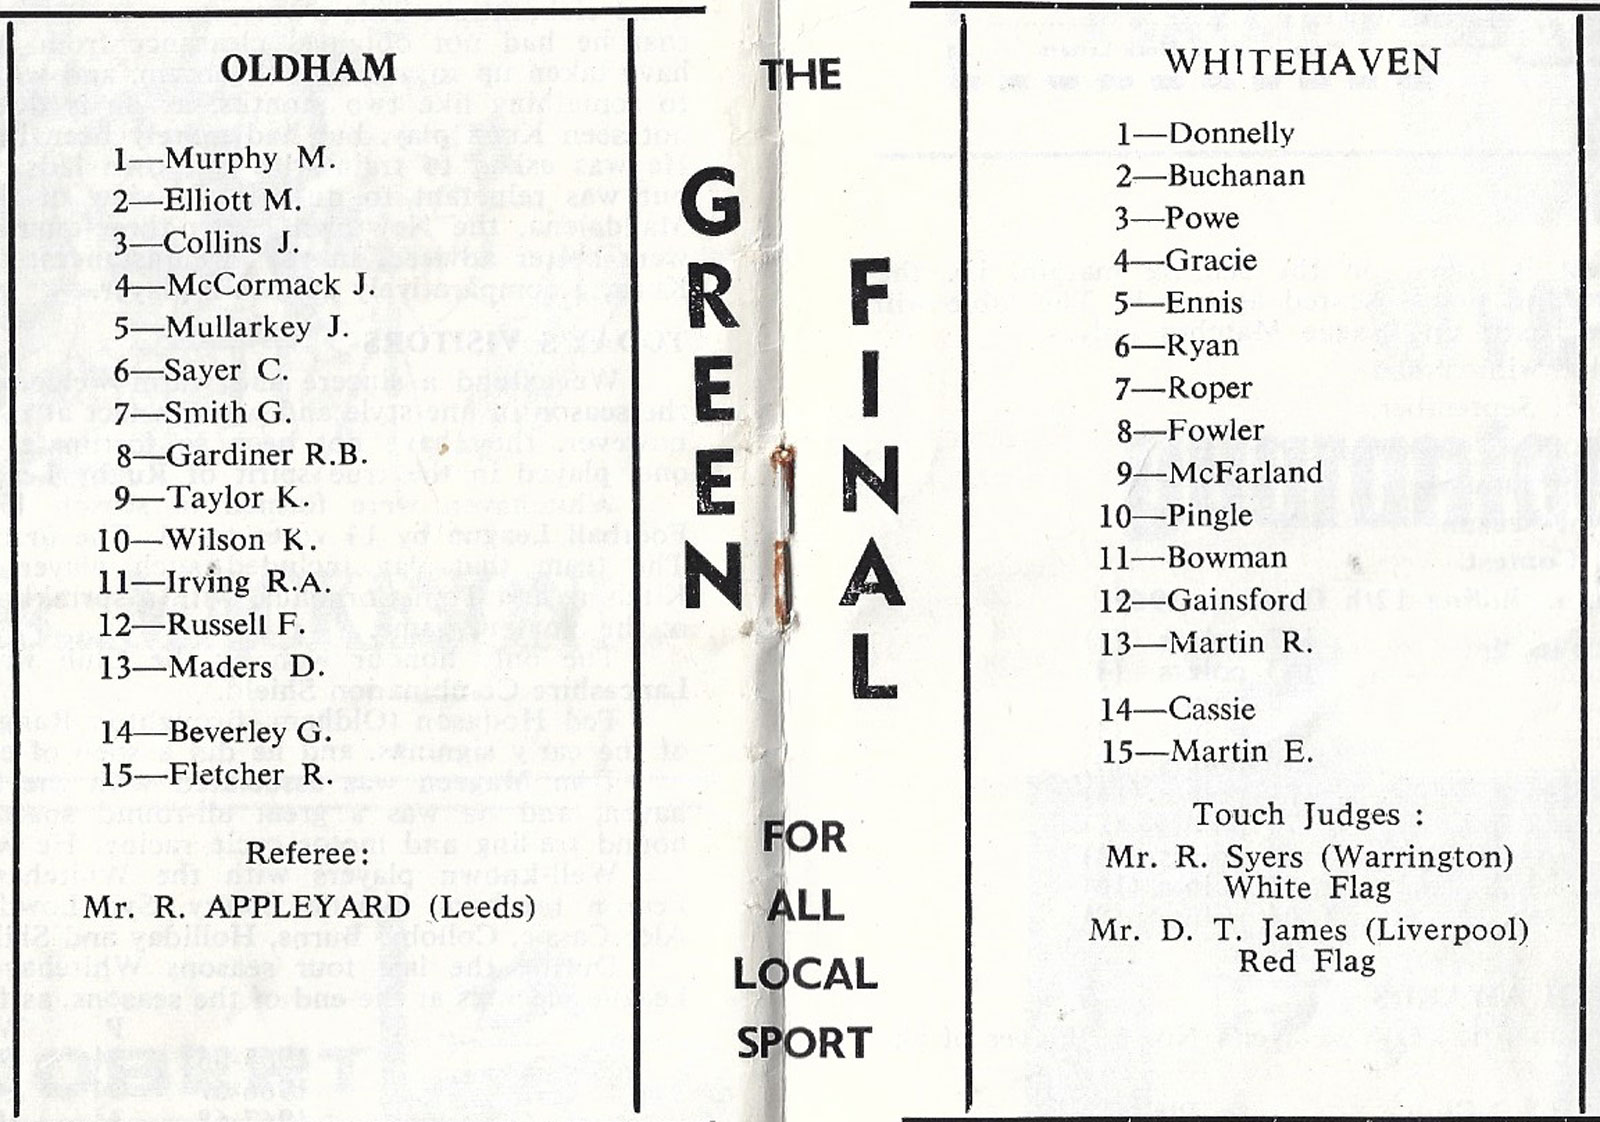 OLDHAM
1—Murphy M.
2—Elliott M.
3—Collins J.
4—McCormack J.
5—Mullarkey J.
6—Sayer C.
7—Smith G.
8—Gardiner R.B.
9—Taylor K.
10—Wilson K.
11—Irving R.A.
12—Russell F.
13—Maders D.
14—Beverley G.
15—Fletcher R.
Referee:
Mr. R. APPLEYARD (Leeds)
THE
GREEN
FINAL
FOR
ALL
LOCAL
SPORT
WHITEHAVEN
1—Donnelly
2—Buchanan
3—Powe
4—Gracie
5—Ennis
6—Ryan
7—Roper
8—Fowler
9—McFarland
10—Pingle
11—Bowman
12—Gainsford
13—Martin R.
14—Cassie
15—Martin E.
Touch Judges :
Mr. R. Syers (Warrington)
White Flag
Mr. D. T. James (Liverpool)
Red Flag